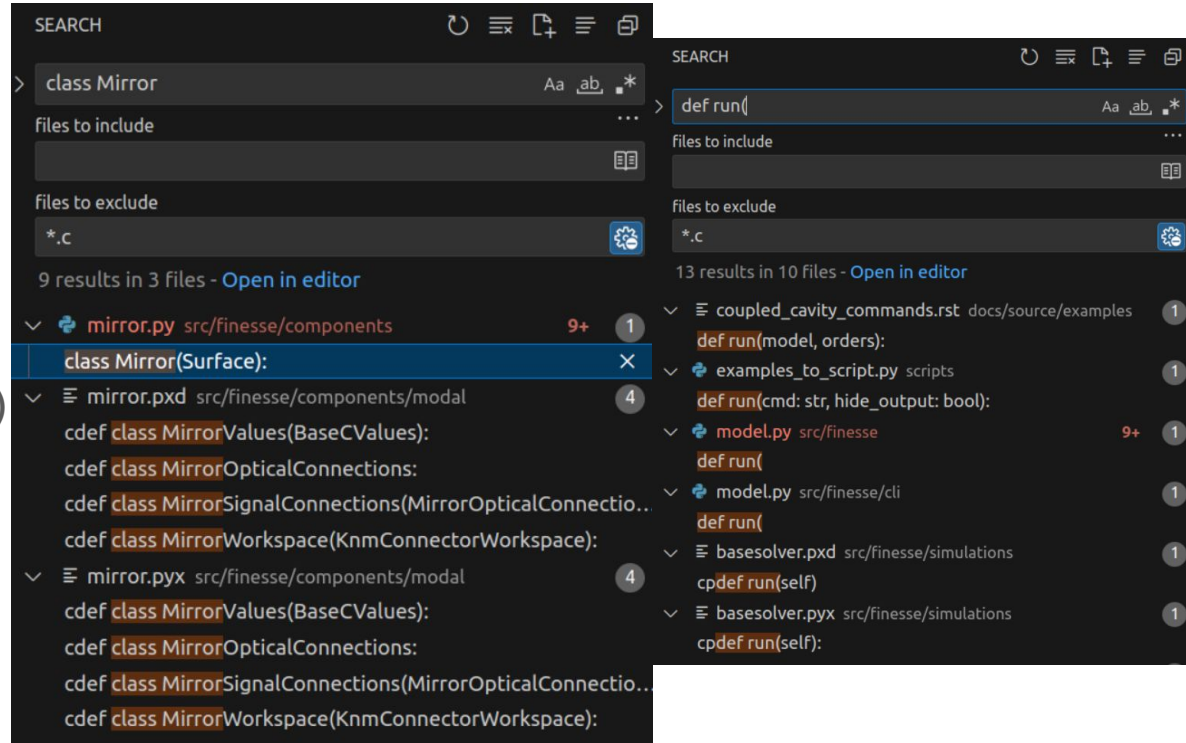 SEARCH
class Mirror
Aa ab *
files to include
...
files to exclude
*.c
9 results in 3 files - Open in editor
mirror.py src/finesse/components 9+ 1
class Mirror(Surface):
mirror.pxd src/finesse/components/modal 4
cdef class MirrorValues(BaseCValues):
cdef class MirrorOpticalConnections:
cdef class MirrorSignalConnections(MirrorOpticalConnectio...
cdef class MirrorWorkspace(KnmConnectorWorkspace):
mirror.pyx src/finesse/components/modal 4
cdef class MirrorValues(BaseCValues):
cdef class MirrorOpticalConnections:
cdef class MirrorSignalConnections(MirrorOpticalConnectio...
cdef class MirrorWorkspace(KnmConnectorWorkspace):
SEARCH
def run(
Aa ab *
files to include
...
files to exclude
*.c
13 results in 10 files - Open in editor
coupled_cavity_commands.rst docs/source/examples 1
def run(model, orders):
examples_to_script.py scripts 1
def run(cmd: str, hide_output: bool):
model.py src/finesse 9+ 1
def run(
model.py src/finesse/cli 1
def run(
basesolver.pxd src/finesse/simulations 1
cpdef run(self)
basesolver.pyx src/finesse/simulations 1
cpdef run(self):